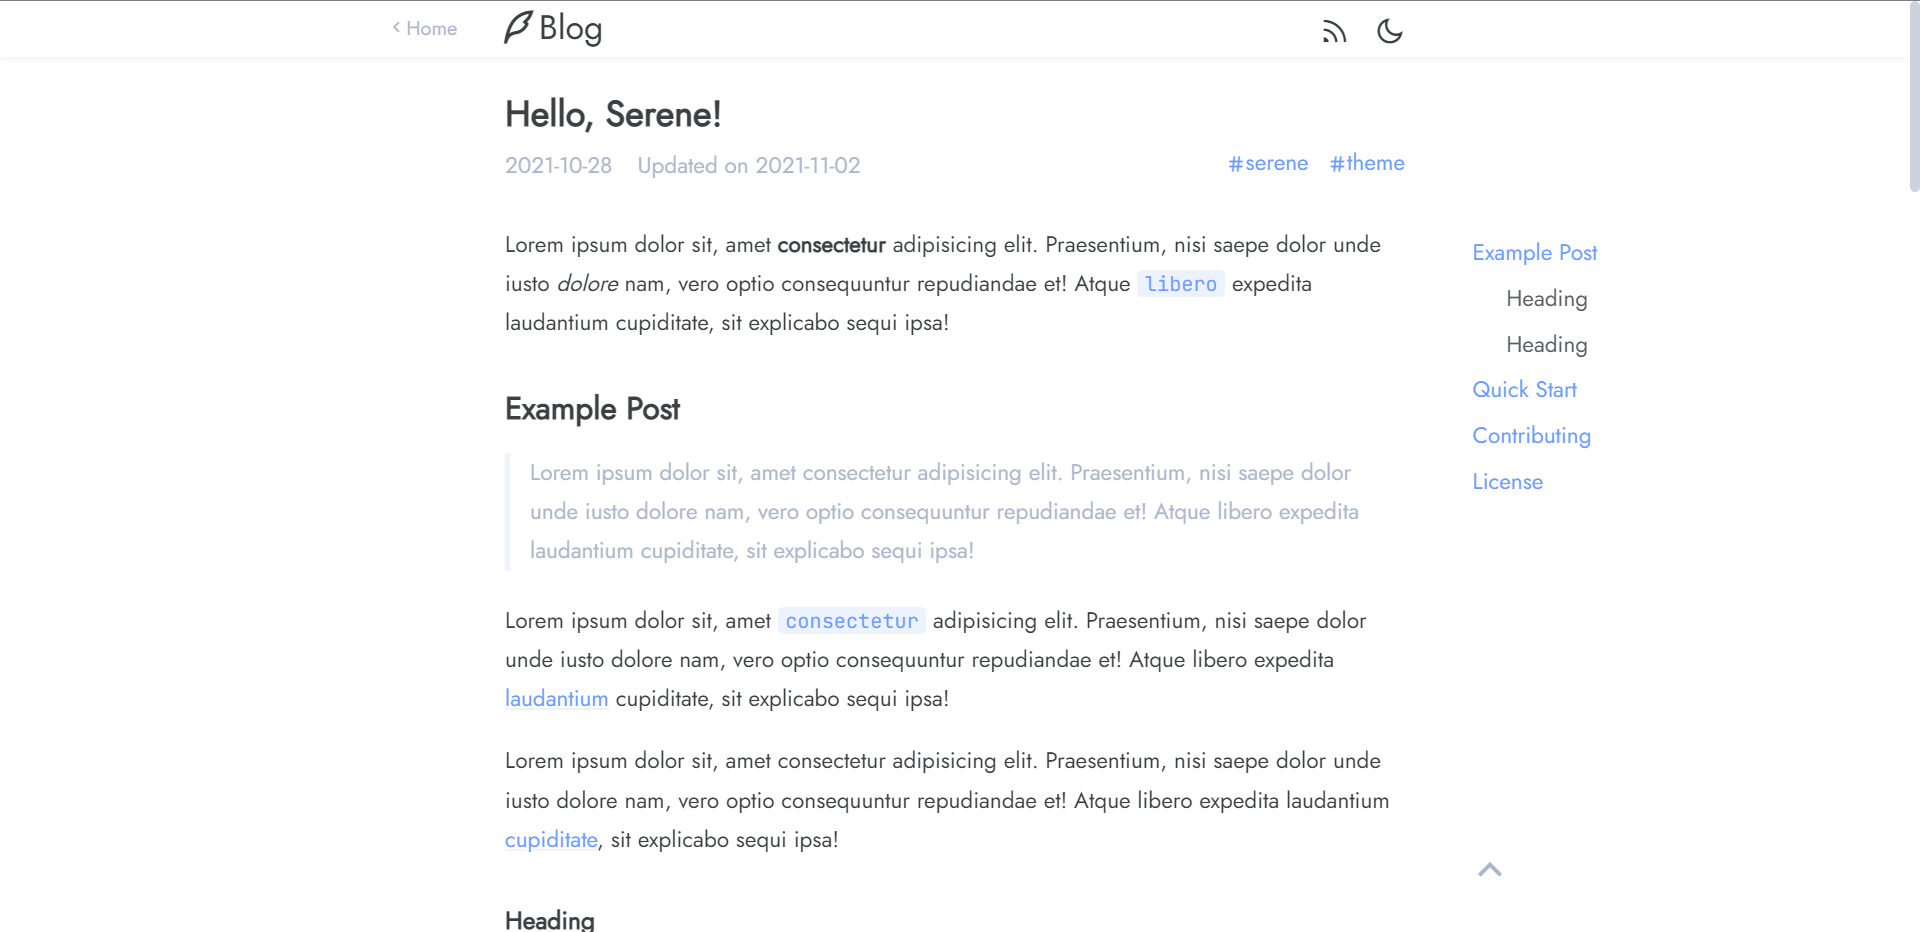 Home
Blog
Hello, Serene!
2021-10-28 Updated on 2021-11-02
#serene #theme
Lorem ipsum dolor sit, amet consectetur adipisicing elit. Praesentium, nisi saepe dolor unde
iusto dolore nam, vero optio consequuntur repudiandae et! Atque libero expedita
laudantium cupiditate, sit explicabo sequi ipsa!
Example Post
Lorem ipsum dolor sit, amet consectetur adipisicing elit. Praesentium, nisi saepe dolor
unde iusto dolore nam, vero optio consequuntur repudiandae et! Atque libero expedita
laudantium cupiditate, sit explicabo sequi ipsa!
Lorem ipsum dolor sit, amet consectetur adipisicing elit. Praesentium, nisi saepe dolor
unde iusto dolore nam, vero optio consequuntur repudiandae et! Atque libero expedita
laudantium cupiditate, sit explicabo sequi ipsa!
Lorem ipsum dolor sit, amet consectetur adipisicing elit. Praesentium, nisi saepe dolor unde
iusto dolore nam, vero optio consequuntur repudiandae et! Atque libero expedita laudantium
cupiditate, sit explicabo sequi ipsa!
Heading
Example Post
Heading
Heading
Quick Start
Contributing
License